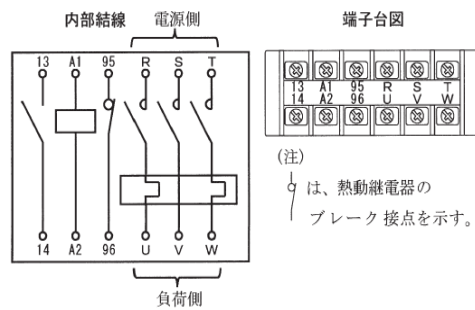 内部結線
電源側
13 A1 95 R S T
14 A2 96 U V W
負荷側
端子台図
13 A1 95 R S T
14 A2 96 U V W
(注)
は、熱動継電器の
ブレーク接点を示す。